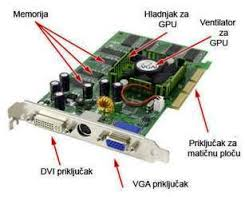 Memorija
Hladnjak za
GPU
Ventilator
za
GPU
Priključak za
matičnu ploču
DVI priključak
VGA priključak